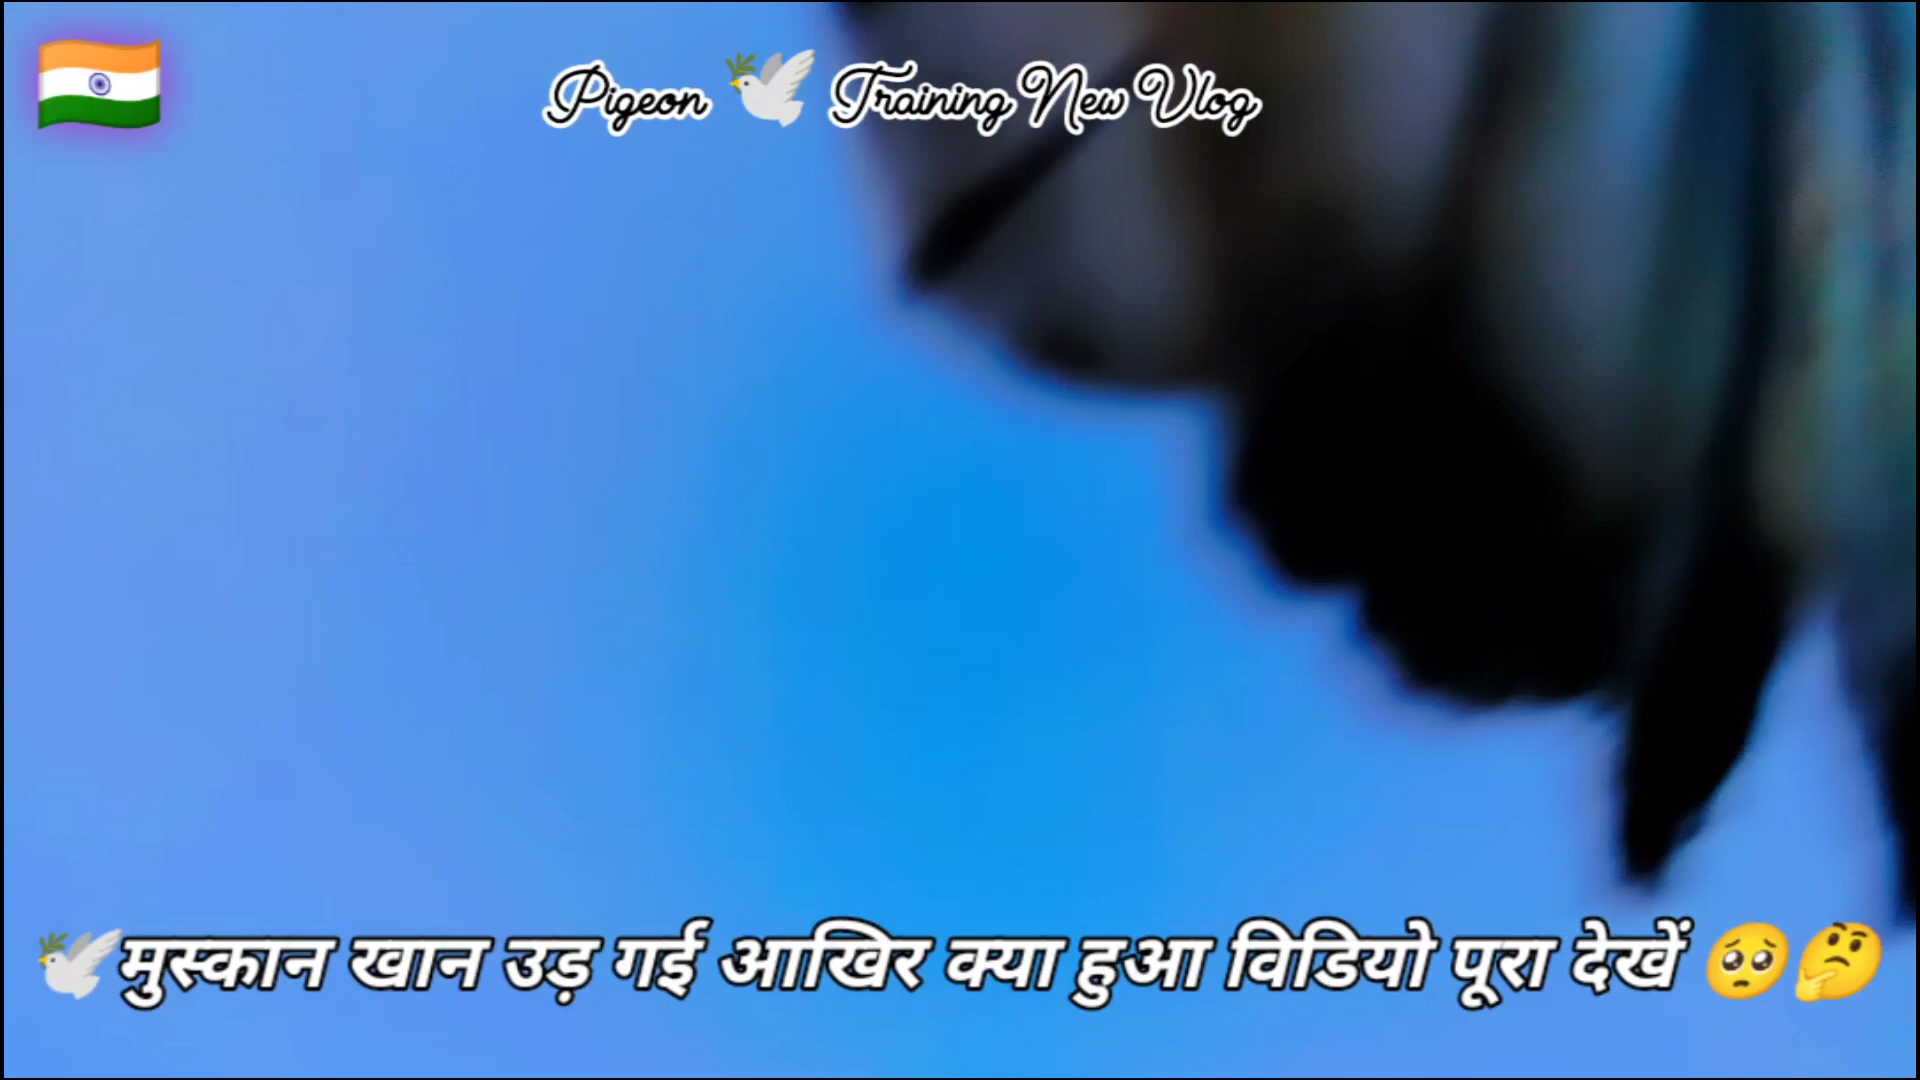 Pigeon 🕊️ Training New Vlog
🕊️मुस्कान खान उड़ गई आखिर क्या हुआ विडियो पूरा देखें 🥺🤔